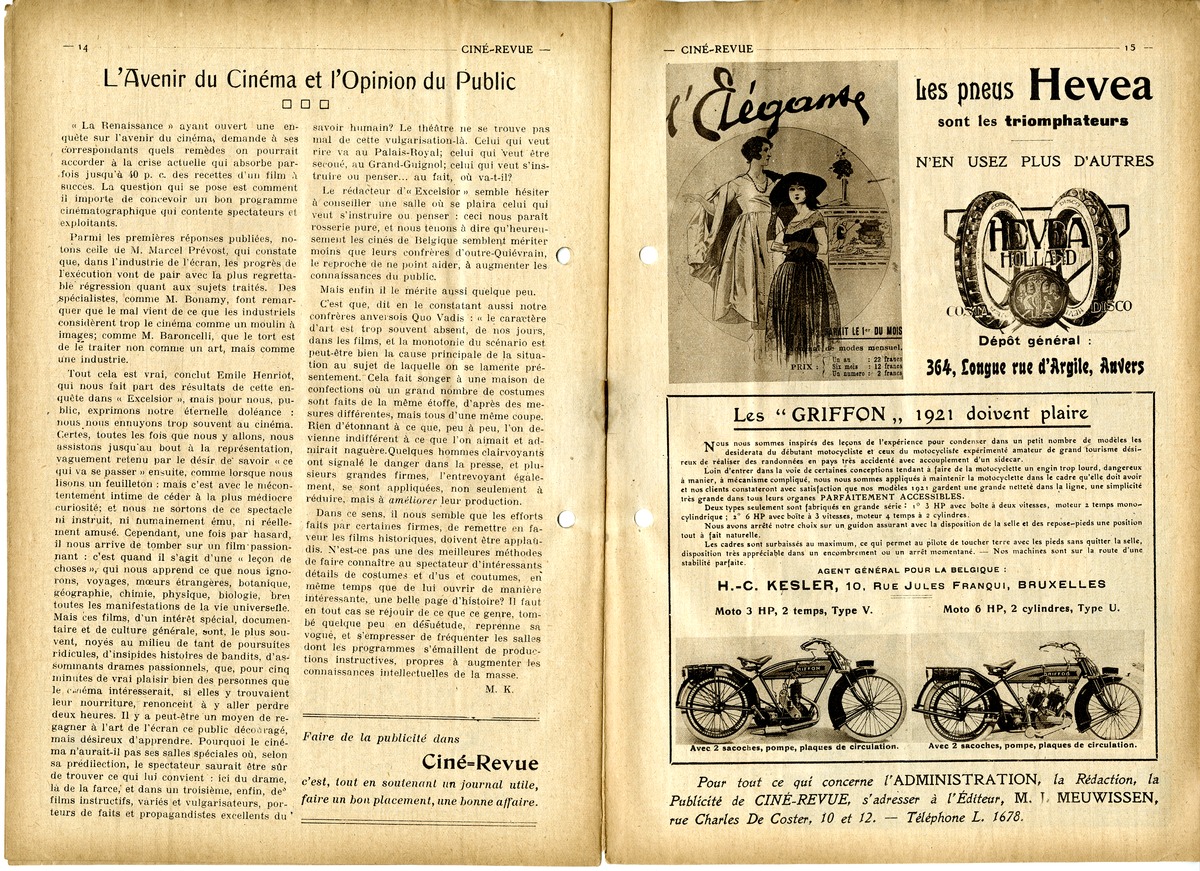 — 14
CINÉ-REVUE —
L'Avenir du Cinéma et l'Opinion du Public
« La Renaissance » ayant ouvert une en-
quête sur l'avenir du cinéma, demande à ses
correspondants quels remèdes on pourrait
accorder à la crise actuelle qui absorbe par-
fois jusqu'à 40 p. c. des recettes d'un film à
succès. La question qui se pose est comment
il importe de concevoir un bon programme
cinématographique qui contente spectateurs et
exploitants.
Parmi les premières réponses publiées, no-
tons celle de M. Marcel Prévost, qui constate
que, dans l'industrie de l'écran, les progrès de
l'exécution vont de pair avec la plus regretta-
ble régression quant aux sujets traités. Des
spécialistes, comme M. Bonamy, font remar-
quer que le mal vient de ce que les industriels
considèrent trop le cinéma comme un moulin à
images; comme M. Baroncelli, que le tort est
de le traiter non comme un art, mais comme
une industrie.
Tout cela est vrai, conclut Emile Henriot,
qui nous fait part des résultats de cette en-
quête dans « Excelsior », mais pour nous, pu-
blic, exprimons notre éternelle doléance :
nous nous ennuyons trop souvent au cinéma.
Certes, toutes les fois que nous y allons, nous
assistons jusqu'au bout à la représentation,
vaguement retenu par le désir de savoir « ce
qui va se passer » ensuite, comme lorsque nous
lisons un feuilleton : mais c'est avec le mécon-
tentement intime de céder à la plus médiocre
curiosité; et nous ne sortons de ce spectacle
ni instruit, ni humainement ému, ni réelle-
ment amusé. Cependant, une fois par hasard,
il nous arrive de tomber sur un film passion-
nant : c'est quand il s'agit d'une « leçon de
choses », qui nous apprend ce que nous igno-
rons, voyages, mœurs étrangères, botanique,
géographie, chimie, physique, biologie, bref
toutes les manifestations de la vie universelle.
Mais ces films, d'un intérêt spécial, documen-
taire et de culture générale, sont, le plus sou-
vent, noyés au milieu de tant de poursuites
ridicules, d'insipides histoires de bandits, d'as-
sommants drames passionnels, que, pour cinq
minutes de vrai plaisir bien des personnes que
le cinéma intéresserait, si elles y trouvaient
leur nourriture, renoncent à y aller perdre
deux heures. Il y a peut-être un moyen de re-
gagner à l'art de l'écran ce public découragé,
mais désireux d'apprendre. Pourquoi le ciné-
ma n'aurait-il pas ses salles spéciales où, selon
sa prédilection, le spectateur saurait être sûr
de trouver ce qui lui convient : ici du drame,
là de la farce, et dans un troisième, enfin, des
films instructifs, variés et vulgarisateurs, por-
teurs de faits et propagandistes excellents du
savoir humain? Le théâtre ne se trouve pas
mal de cette vulgarisation-là. Celui qui veut
rire va au Palais-Royal; celui qui veut être
secoué, au Grand-Guignol; celui qui veut s'ins-
truire ou penser... au fait, où va-t-il?
Le rédacteur d'« Excelsior » semble hésiter
à conseiller une salle où se plaira celui qui
veut s'instruire ou penser : ceci nous paraît
rosserie pure, et nous tenons à dire qu'heureu-
sement les cinés de Belgique semblent mériter
moins que leurs confrères d'outre-Quiévrain,
le reproche de ne point aider, à augmenter les
connaissances du public.
Mais enfin il le mérite aussi quelque peu.
C'est que, dit en le constatant aussi notre
confrères anversois Quo Vadis : « le caractère
d'art est trop souvent absent, de nos jours,
dans les films, et la monotonie du scénario est
peut-être bien la cause principale de la situa-
tion au sujet de laquelle on se lamente pré-
sentement. Cela fait songer à une maison de
confections où un grand nombre de costumes
sont faits de la même étoffe, d'après des me-
sures différentes, mais tous d'une même coupe.
Rien d'étonnant à ce que, peu à peu, l'on de-
vienne indifférent à ce que l'on aimait et ad-
mirait naguère. Quelques hommes clairvoyants
ont signalé le danger dans la presse, et plu-
sieurs grandes firmes, l'entrevoyant égale-
ment, se sont appliquées, non seulement à
réduire, mais à améliorer leur production.
Dans ce sens, il nous semble que les efforts
faits par certaines firmes, de remettre en fa-
veur les films historiques, doivent être applau-
dis. N'est-ce pas une des meilleures méthodes
de faire connaître au spectateur d'intéressants
détails de costumes et d'us et coutumes, en
même temps que de lui ouvrir de manière
intéressante, une belle page d'histoire? Il faut
en tout cas se réjouir de ce que ce genre, tom-
bé quelque peu en désuétude, reprenne sa
vogue, et s'empresser de fréquenter les salles
dont les programmes s'émaillent de produc-
tions instructives, propres à augmenter les
connaissances intellectuelles de la masse.
M. K.
Faire de la publicité dans
Ciné=Revue
c'est, tout en soutenant un journal utile,
faire un bon placement, une bonne affaire.
— CINÉ-REVUE
15 —
l'Élégante
PARAIT LE 1er DU MOIS
de modes mensuel.
PRIX :
Un an : 22 francs
Six mois : 12 francs
Un numero : 2 francs
Les pneus Hevea
sont les triomphateurs
N'EN USEZ PLUS D'AUTRES
COSTA DISCO
HEVEA
HOLLAND
COSTA DISCO
Dépôt général :
364, Longue rue d'Argile, Anvers
Les “ GRIFFON „ 1921 doivent plaire
Nous nous sommes inspirés des leçons de l'expérience pour condenser dans un petit nombre de modèles les
desiderata du débutant motocycliste et ceux du motocycliste expérimenté amateur de grand tourisme dési-
reux de réaliser des randonnées en pays très accidenté avec accouplement d'un sidecar.
Loin d'entrer dans la voie de certaines conceptions tendant à faire de la motocyclette un engin trop lourd, dangereux
à manier, à mécanisme compliqué, nous nous sommes appliqués à maintenir la motocyclette dans le cadre qu'elle doit avoir
et nos clients constateront avec satisfaction que nos modèles 1921 gardent une grande netteté dans la ligne, une simplicité
très grande dans tous leurs organes PARFAITEMENT ACCESSIBLES.
Deux types seulement sont fabriqués en grande série : 1° 3 HP avec boîte à deux vitesses, moteur 2 temps mono-
cylindrique ; 2° 6 HP avec boîte à 3 vitesses, moteur 4 temps à 2 cylindres.
Nous avons arrêté notre choix sur un guidon assurant avec la disposition de la selle et des repose-pieds une position
tout à fait naturelle.
Les cadres sont surbaissés au maximum, ce qui permet au pilote de toucher terre avec les pieds sans quitter la selle,
disposition très appréciable dans un encombrement ou un arrêt momentané. — Nos machines sont sur la route d'une
stabilité parfaite.
AGENT GÉNÉRAL POUR LA BELGIQUE :
H.-C. KESLER, 10, RUE JULES FRANQUI, BRUXELLES
Moto 3 HP, 2 temps, Type V.
Moto 6 HP, 2 cylindres, Type U.
GRIFFON
GRIFFON
Avec 2 sacoches, pompe, plaques de circulation.
Avec 2 sacoches, pompe, plaques de circulation.
Pour tout ce qui concerne l'ADMINISTRATION, la Rédaction, la
Publicité de CINÉ-REVUE, s'adresser à l'Éditeur, M. J. MEUWISSEN,
rue Charles De Coster, 10 et 12. — Téléphone L. 1678.